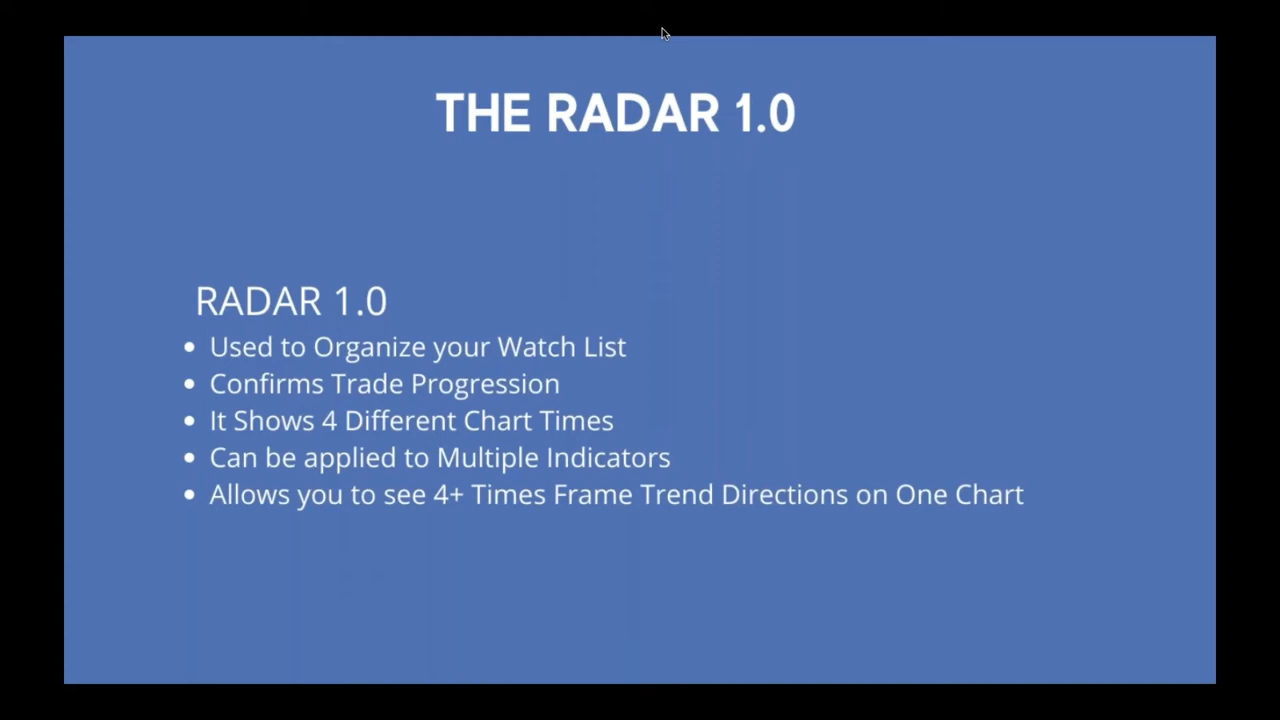 THE RADAR 1.0
RADAR 1.0
• Used to Organize your Watch List
• Confirms Trade Progression
• It Shows 4 Different Chart Times
• Can be applied to Multiple Indicators
• Allows you to see 4+ Times Frame Trend Directions on One Chart